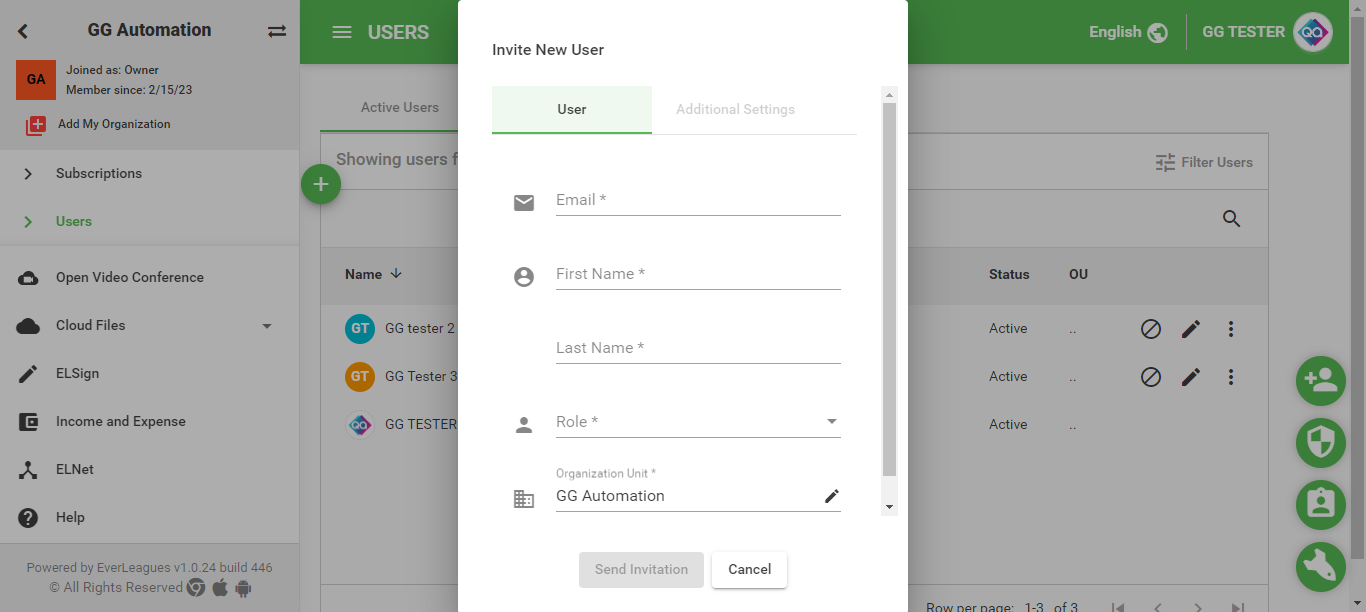 GG Automation
GA
Joined as: Owner
Member since: 2/15/23
Add My Organization
Subscriptions
Users
Open Video Conference
Cloud Files
ELSign
Income and Expense
ELNet
Help
Powered by EverLeagues v1.0.24 build 446
© All Rights Reserved
USERS
English
GG TESTER
Active Users
Showing users f
Filter Users
Name
Status
OU
GT
GG tester 2
Active
..
GT
GG Tester 3
Active
..
GG TESTER
Active
..
Row per page:
1-3 of 3
Invite New User
User
Additional Settings
Email *
First Name *
Last Name *
Role *
Organization Unit *
GG Automation
Send Invitation
Cancel